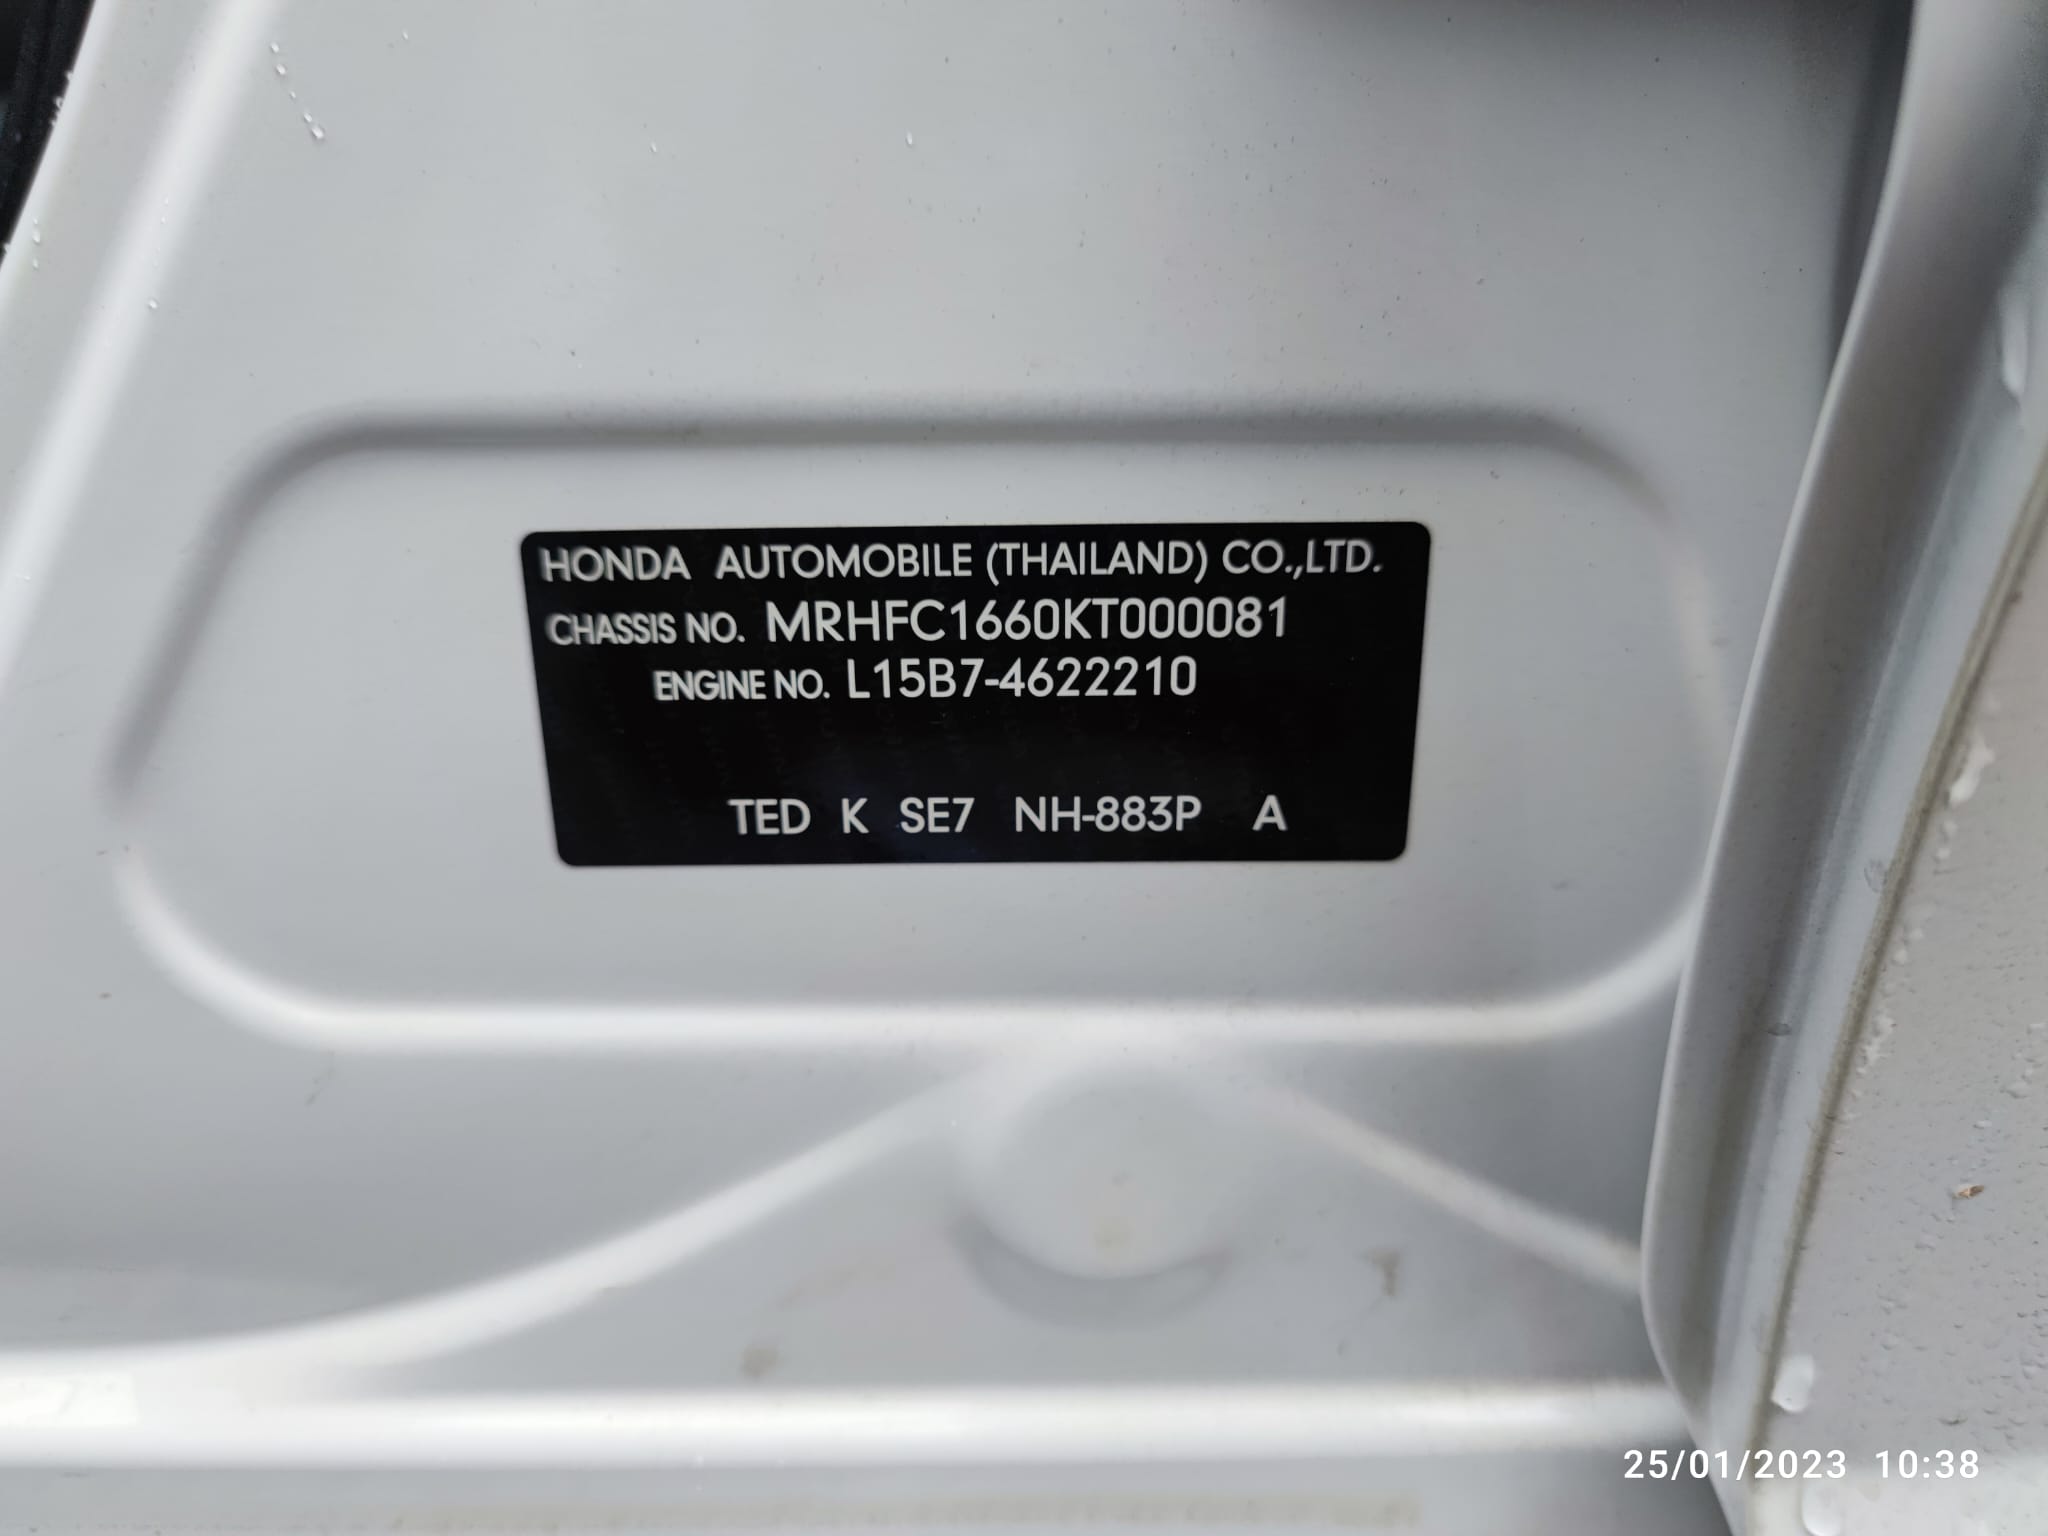 HONDA AUTOMOBILE (THAILAND) CO.,LTD.
CHASSIS NO. MRHFC1660KT000081
ENGINE NO. L15B7-4622210
TED K SE7 NH-883P A
25/01/2023 10:38